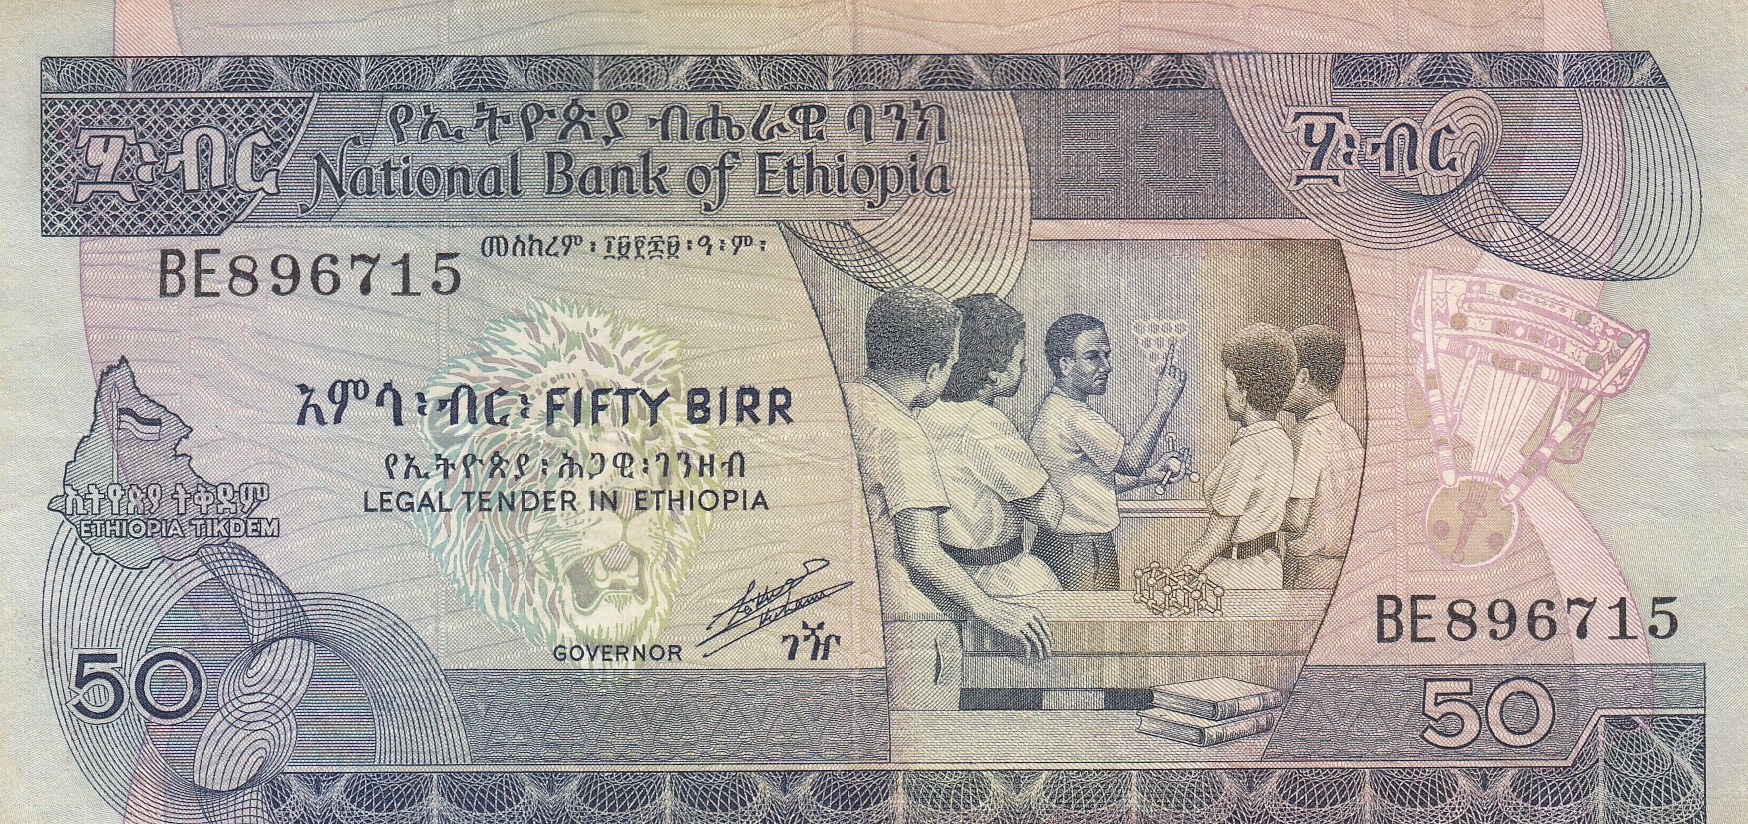 ፶፡ብር
የኢትዮጵያ ብሔራዊ ባንክ
፶፡ብር
National Bank of Ethiopia
BE896715
መስከረም፡፲፱፻፷፱፡ዓ፡ም፡
አምሳ፡ብር፡FIFTY BIRR
የኢትዮጵያ፡ሕጋዊ፡ገንዘብ
LEGAL TENDER IN ETHIOPIA
ኢትዮጵያ ትቅደም
ETHIOPIA TIKDEM
BE896715
GOVERNOR ገዥ
50
50